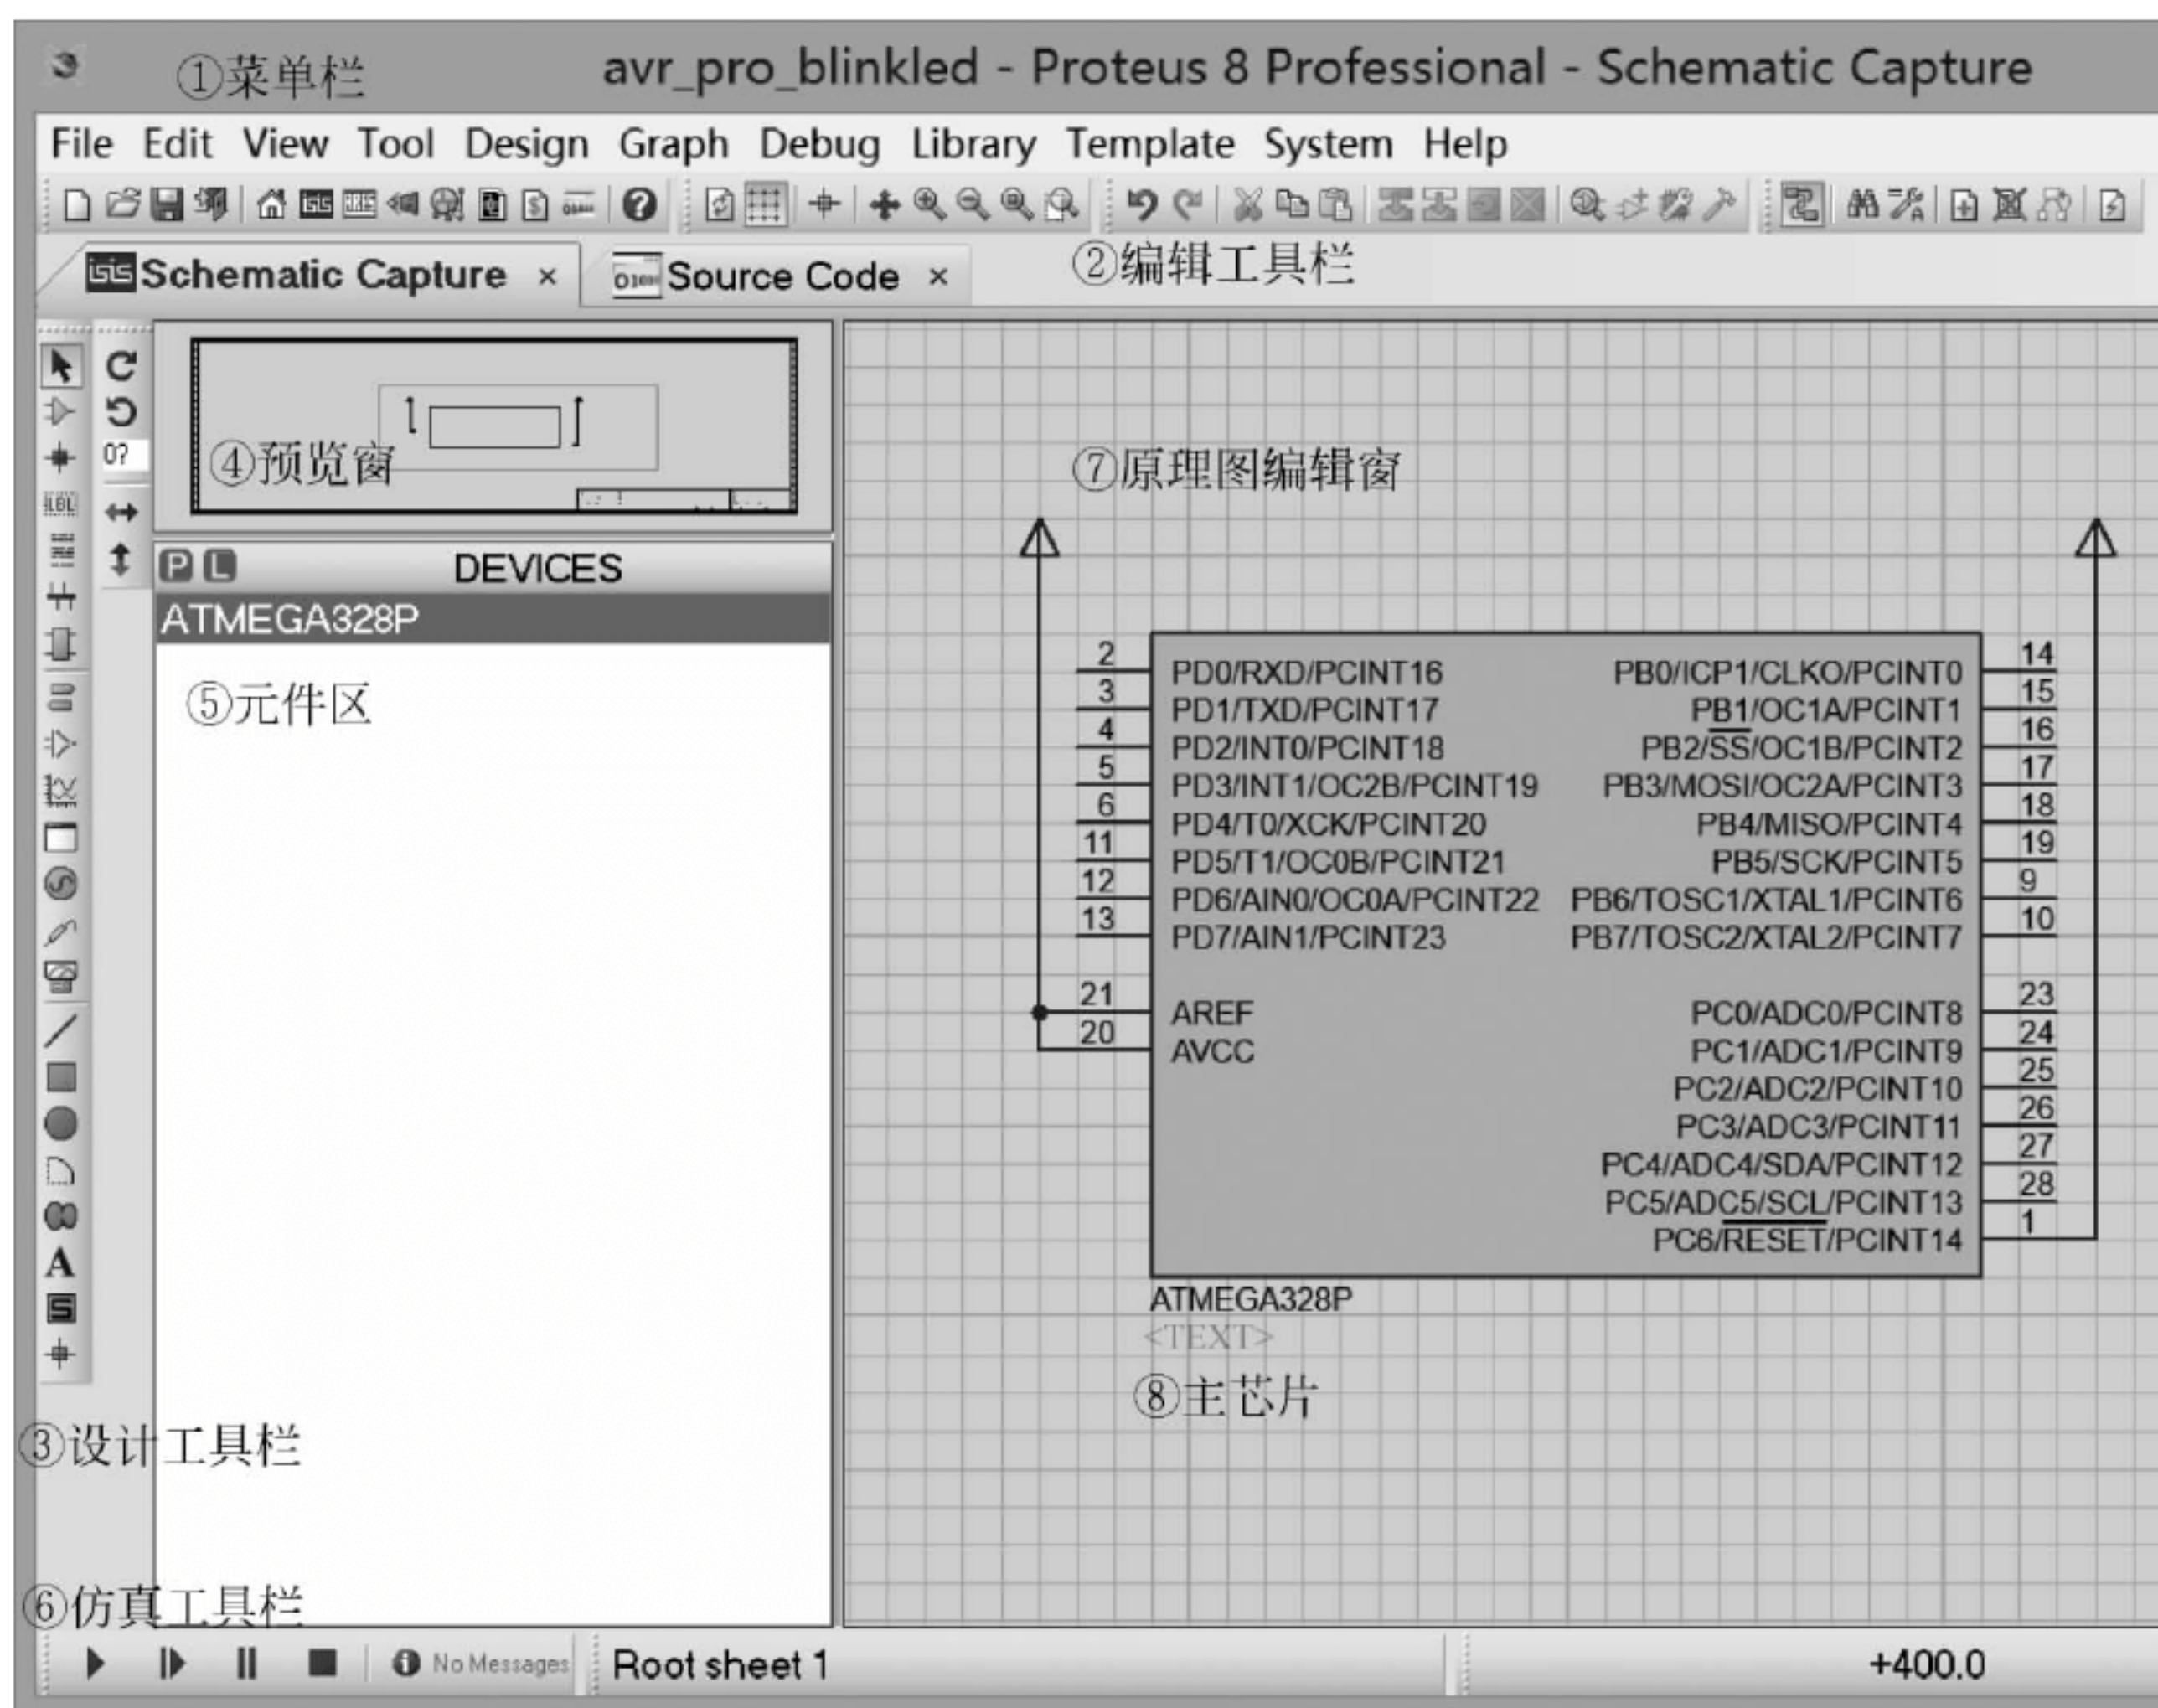 ①菜单栏
avr_pro_blinkled - Proteus 8 Professional - Schematic Capture
File Edit View Tool Design Graph Debug Library Template System Help
Schematic Capture ×
Source Code ×
②编辑工具栏
0?
LBL
④预览窗
P L DEVICES
ATMEGA328P
⑤元件区
A
S
③设计工具栏
⑥仿真工具栏
⑦原理图编辑窗
2 PD0/RXD/PCINT16
3 PD1/TXD/PCINT17
4 PD2/INT0/PCINT18
5 PD3/INT1/OC2B/PCINT19
6 PD4/T0/XCK/PCINT20
11 PD5/T1/OC0B/PCINT21
12 PD6/AIN0/OC0A/PCINT22
13 PD7/AIN1/PCINT23
21 AREF
20 AVCC
PB0/ICP1/CLKO/PCINT0 14
PB1/OC1A/PCINT1 15
PB2/SS/OC1B/PCINT2 16
PB3/MOSI/OC2A/PCINT3 17
PB4/MISO/PCINT4 18
PB5/SCK/PCINT5 19
PB6/TOSC1/XTAL1/PCINT6 9
PB7/TOSC2/XTAL2/PCINT7 10
PC0/ADC0/PCINT8 23
PC1/ADC1/PCINT9 24
PC2/ADC2/PCINT10 25
PC3/ADC3/PCINT11 26
PC4/ADC4/SDA/PCINT12 27
PC5/ADC5/SCL/PCINT13 28
PC6/RESET/PCINT14 1
ATMEGA328P
<TEXT>
⑧主芯片
No Messages
Root sheet 1
+400.0